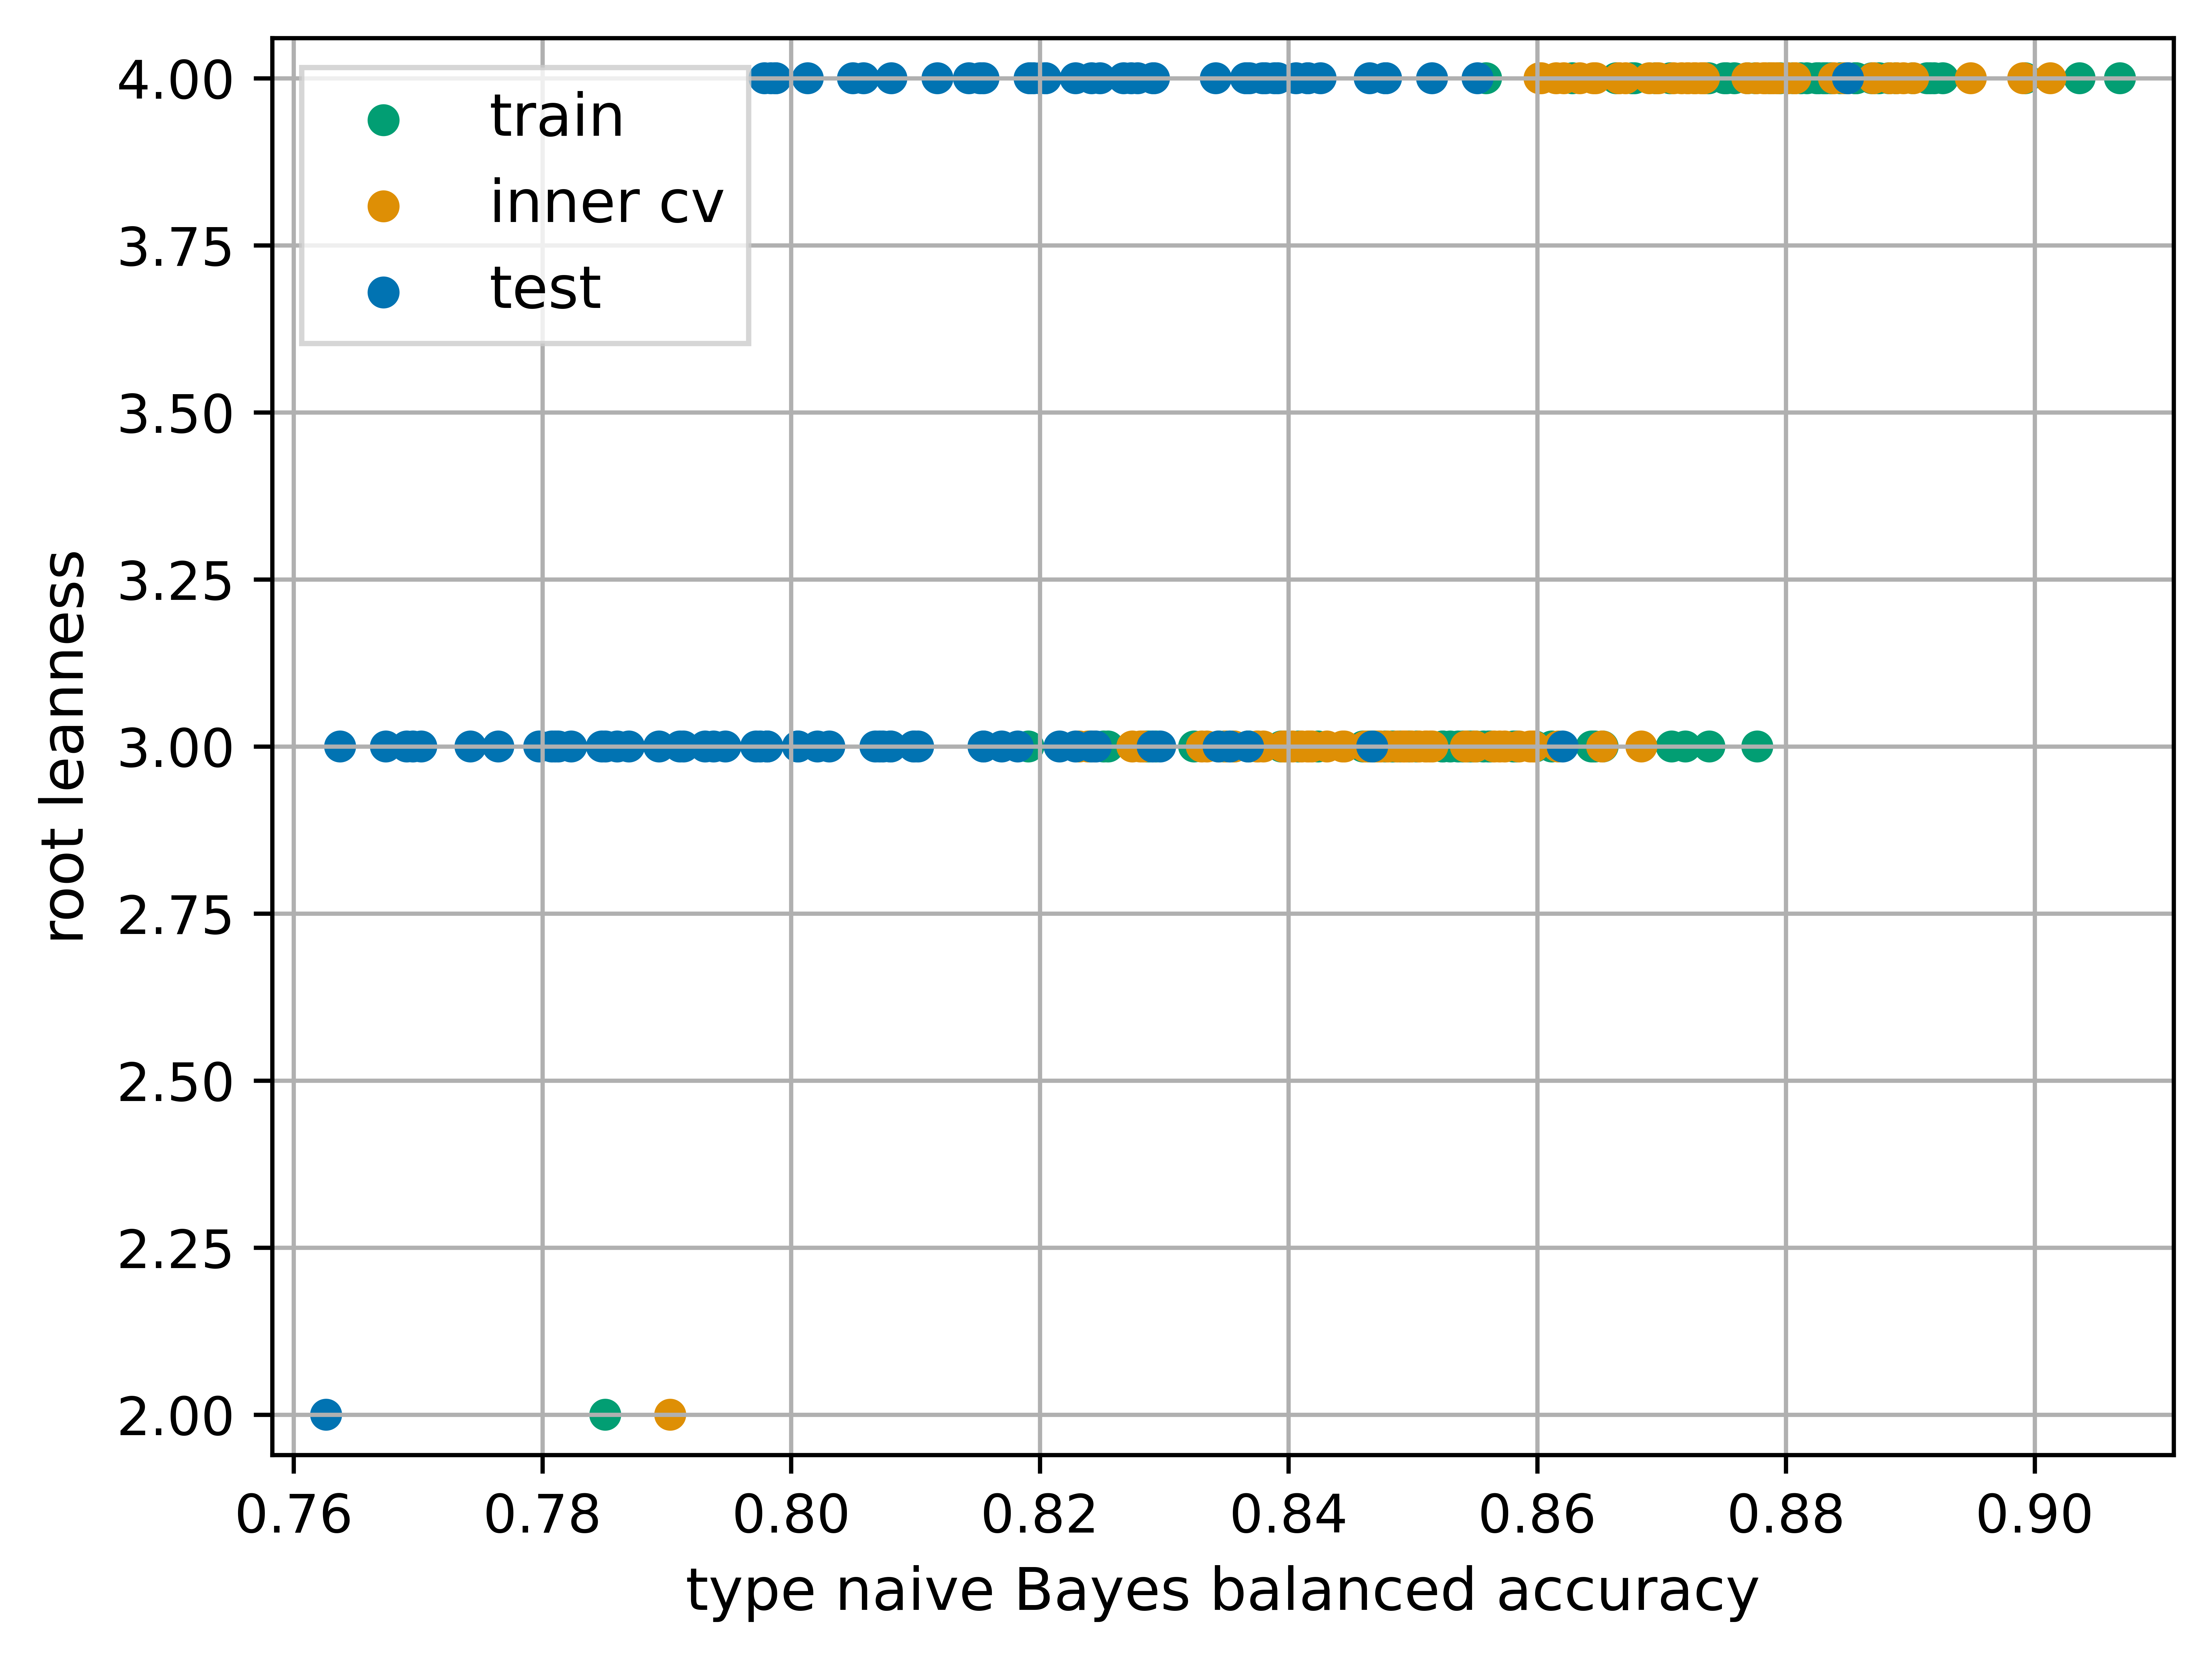 train
inner cv
test
4.00
3.75
3.50
3.25
3.00
2.75
2.50
2.25
2.00
root leanness
0.76 0.78 0.80 0.82 0.84 0.86 0.88 0.90
type naive Bayes balanced accuracy